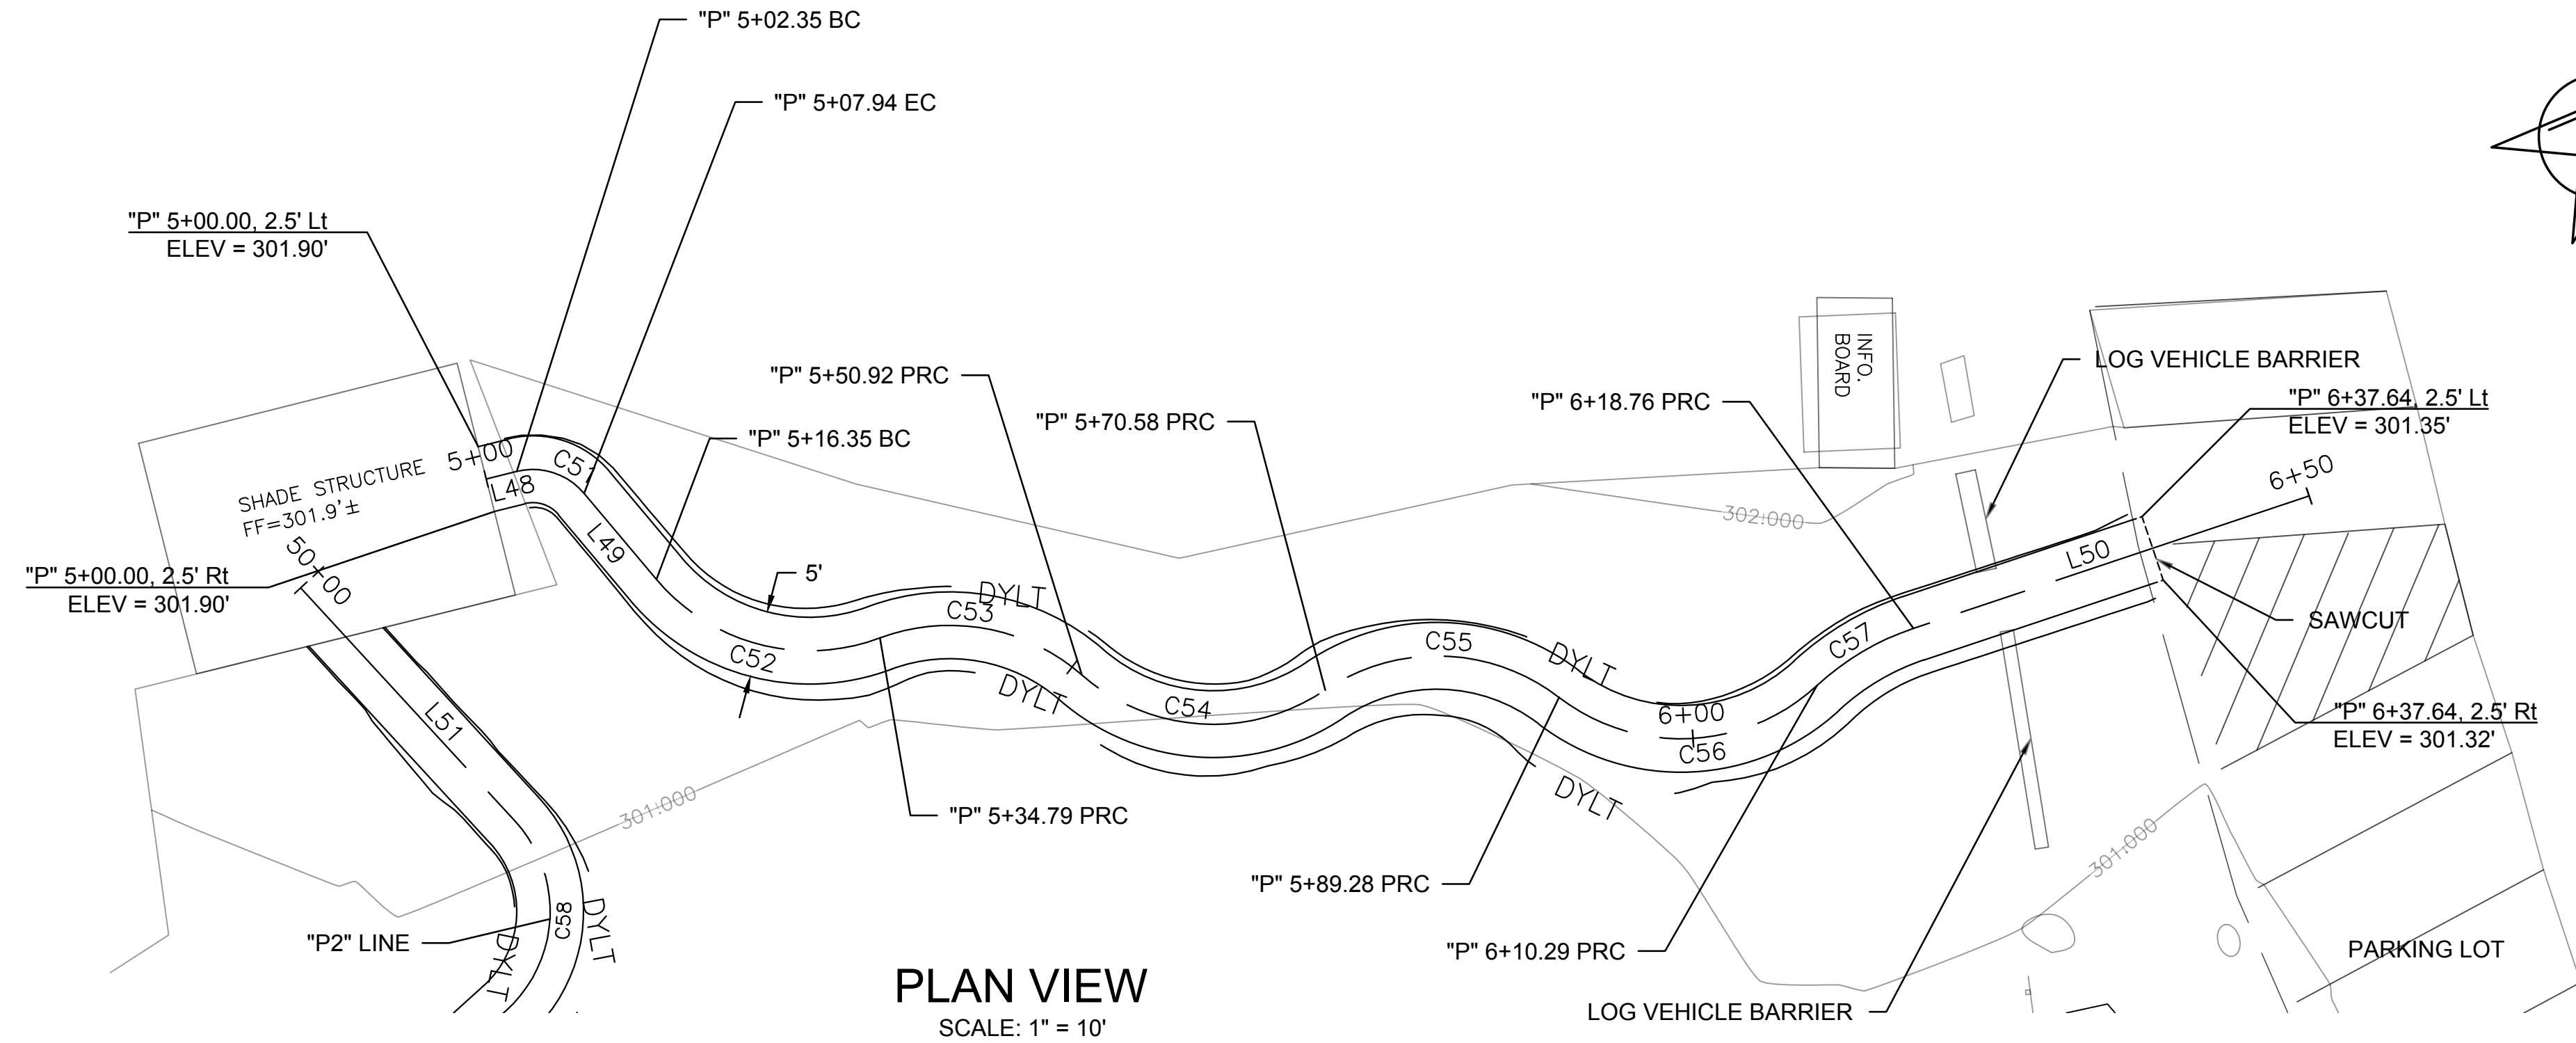 "P" 5+02.35 BC
"P" 5+07.94 EC
"P" 5+00.00, 2.5' Lt
ELEV = 301.90'
"P" 5+50.92 PRC
"P" 5+16.35 BC
"P" 5+70.58 PRC
"P" 6+18.76 PRC
INFO.
BOARD
LOG VEHICLE BARRIER
"P" 6+37.64, 2.5' Lt
ELEV = 301.35'
6+50
5+00
C51
L48
SHADE STRUCTURE
FF=301.9'±
50+00
L49
302.000
L50
"P" 5+00.00, 2.5' Rt
ELEV = 301.90'
5'
DYLT
C53
C52
C55
C57
DYLT
SAWCUT
DYLT
C54
6+00
C56
L51
"P" 6+37.64, 2.5' Rt
ELEV = 301.32'
301.000
"P" 5+34.79 PRC
DYLT
301.000
"P" 5+89.28 PRC
C58
DYLT
"P2" LINE
DYLT
"P" 6+10.29 PRC
PARKING LOT
PLAN VIEW
SCALE: 1" = 10'
LOG VEHICLE BARRIER